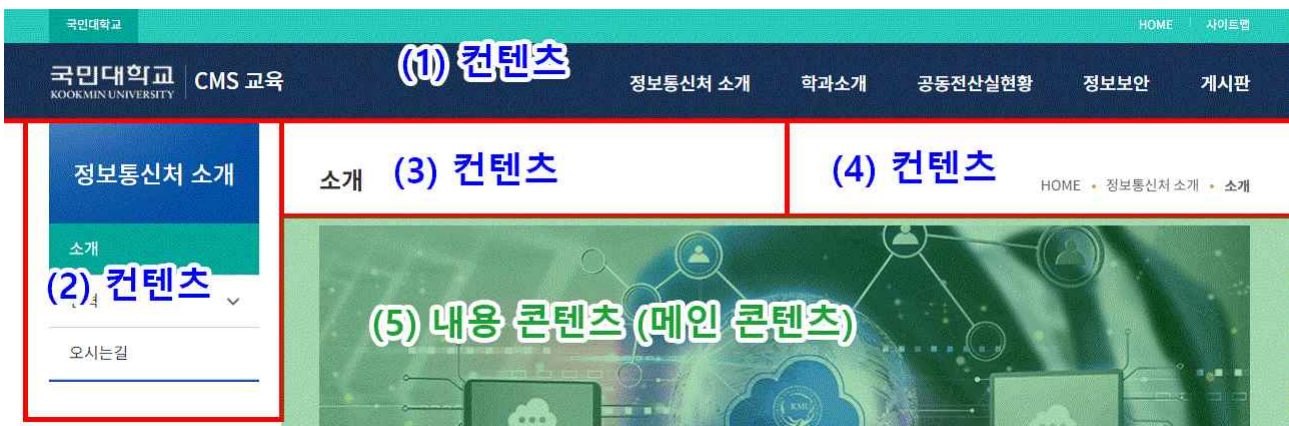 국민대학교
HOME 사이트맵
(1) 컨텐츠
국민대학교
KOOKMIN UNIVERSITY
CMS 교육
정보통신처 소개 학과소개 공동전산실현황 정보보안 게시판
정보통신처 소개
소개
(2) 컨텐츠
오시는길
소개
(3) 컨텐츠
(4) 컨텐츠
HOME • 정보통신처 소개 • 소개
(5) 내용 콘텐츠 (메인 콘텐츠)
KMU